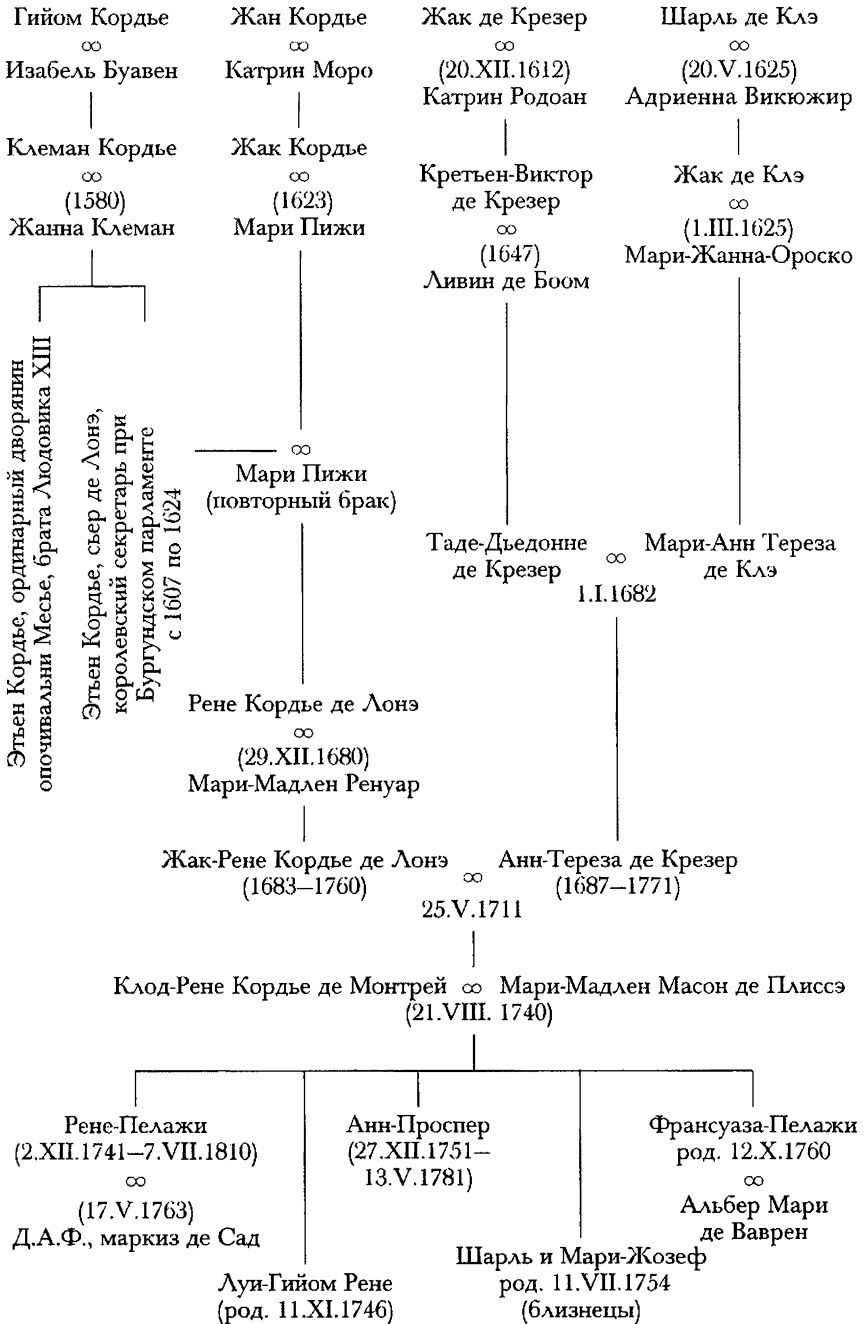 Гийом Кордье
∞
Изабель Буавен
Жан Кордье
∞
Катрин Моро
Жак де Крезер
∞
(20.XII.1612)
Катрин Родоан
Шарль де Клэ
∞
(20.V.1625)
Адриенна Викюжир
Клеман Кордье
∞
(1580)
Жанна Клеман
Жак Кордье
∞
(1623)
Мари Пижи
Кретьен-Виктор
де Крезер
∞
(1647)
Ливин де Боом
Жак де Клэ
∞
(1.III.1625)
Мари-Жанна-Ороско
Этьен Кордье, ординарный дворянин
опочивальни Месье, брата Людовика XIII
Этьен Кордье, сьер де Лонэ,
королевский секретарь при
Бургундском парламенте
с 1607 по 1624
∞
Мари Пижи
(повторный брак)
Таде-Дьедонне
де Крезер
∞
1.I.1682
Мари-Анн Тереза
де Клэ
Рене Кордье де Лонэ
∞
(29.XII.1680)
Мари-Мадлен Ренуар
Жак-Рене Кордье де Лонэ
(1683–1760)
∞
25.V.1711
Анн-Тереза де Крезер
(1687–1771)
Клод-Рене Кордье де Монтрей ∞ Мари-Мадлен Масон де Плиссэ
(21.VIII. 1740)
Рене-Пелажи
(2.XII.1741–7.VII.1810)
∞
(17.V.1763)
Д.А.Ф., маркиз де Сад
Луи-Гийом Рене
(род. 11.XI.1746)
Анн-Проспер
(27.XII.1751–
13.V.1781)
Шарль и Мари-Жозеф
род. 11.VII.1754
(близнецы)
Франсуаза-Пелажи
род. 12.X.1760
∞
Альбер Мари
де Ваврен